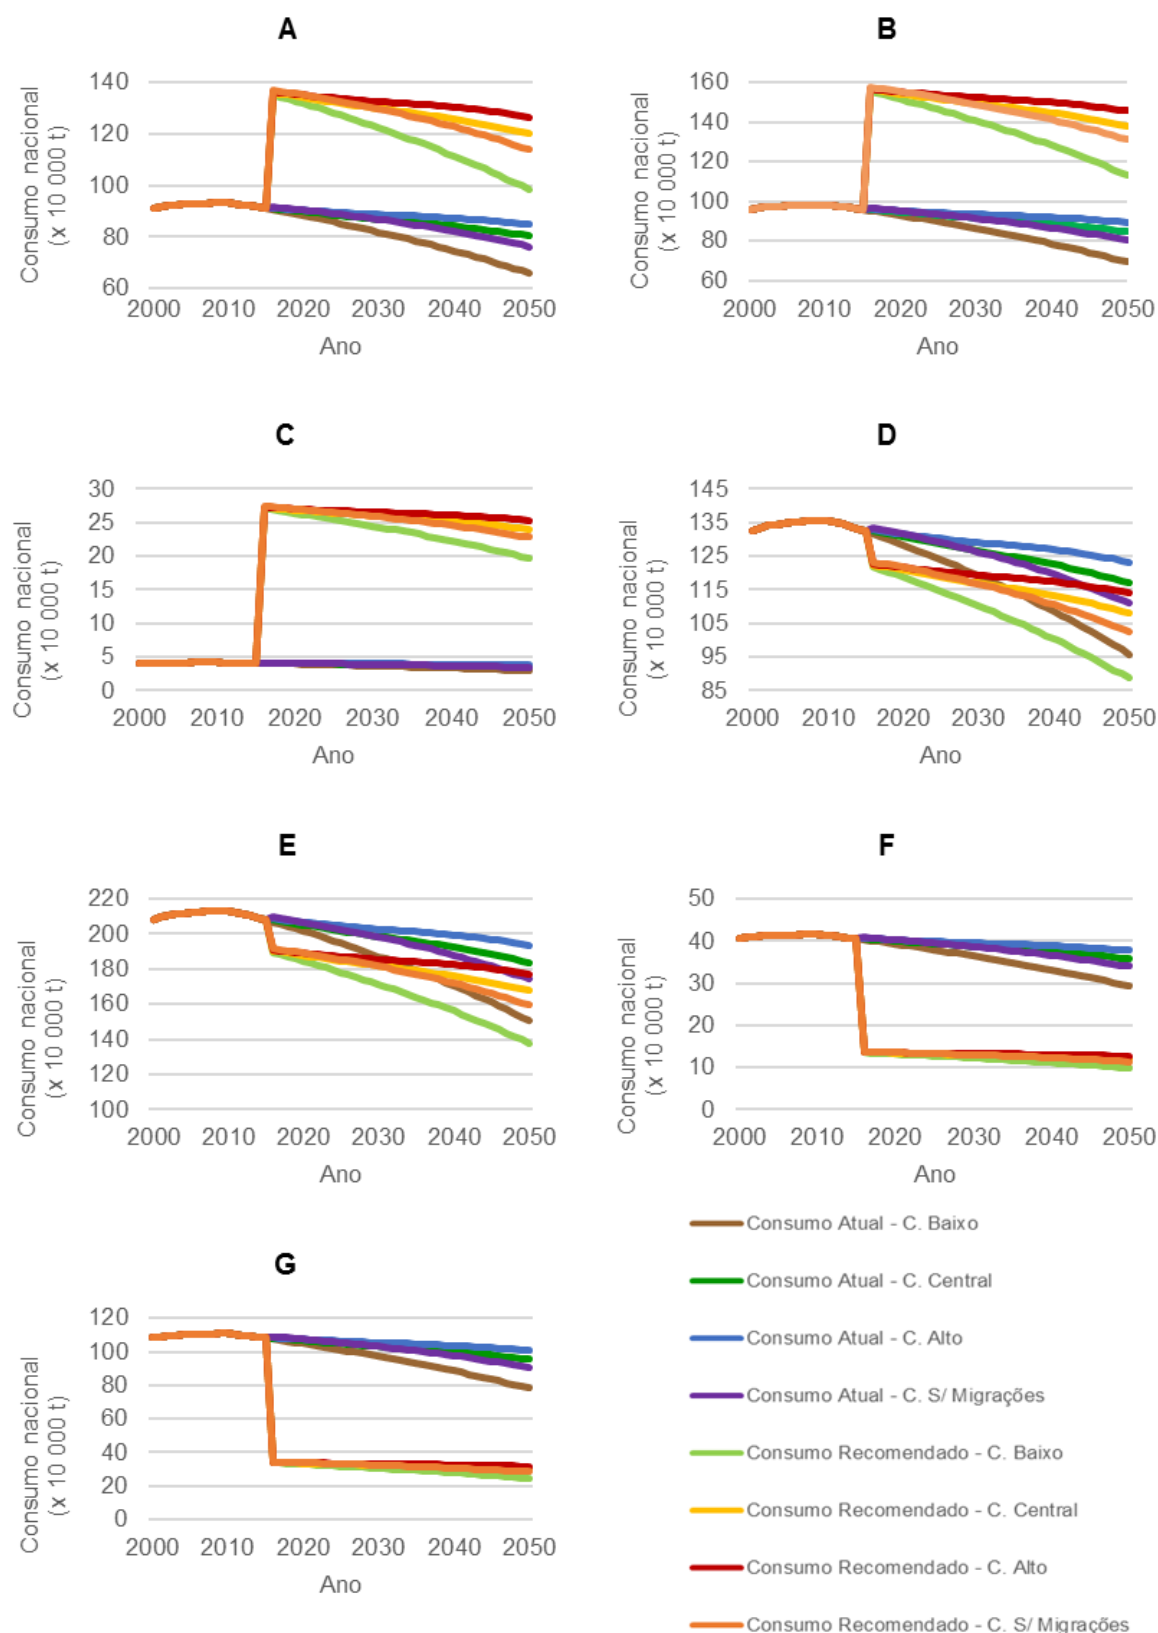 A
Consumo nacional
(x 10 000 t)
140
120
100
80
60
2000 2010 2020 2030 2040 2050
Ano
B
Consumo nacional
(x 10 000 t)
160
140
120
100
80
60
2000 2010 2020 2030 2040 2050
Ano
C
Consumo nacional
(x 10 000 t)
30
25
20
15
10
5
0
2000 2010 2020 2030 2040 2050
Ano
D
Consumo nacional
(x 10 000 t)
145
135
125
115
105
95
85
2000 2010 2020 2030 2040 2050
Ano
E
Consumo nacional
(x 10 000 t)
220
200
180
160
140
120
100
2000 2010 2020 2030 2040 2050
Ano
F
Consumo nacional
(x 10 000 t)
50
40
30
20
10
0
2000 2010 2020 2030 2040 2050
Ano
G
Consumo nacional
(x 10 000 t)
120
100
80
60
40
20
0
2000 2010 2020 2030 2040 2050
Ano
Consumo Atual - C. Baixo
Consumo Atual - C. Central
Consumo Atual - C. Alto
Consumo Atual - C. S/ Migrações
Consumo Recomendado - C. Baixo
Consumo Recomendado - C. Central
Consumo Recomendado - C. Alto
Consumo Recomendado - C. S/ Migrações